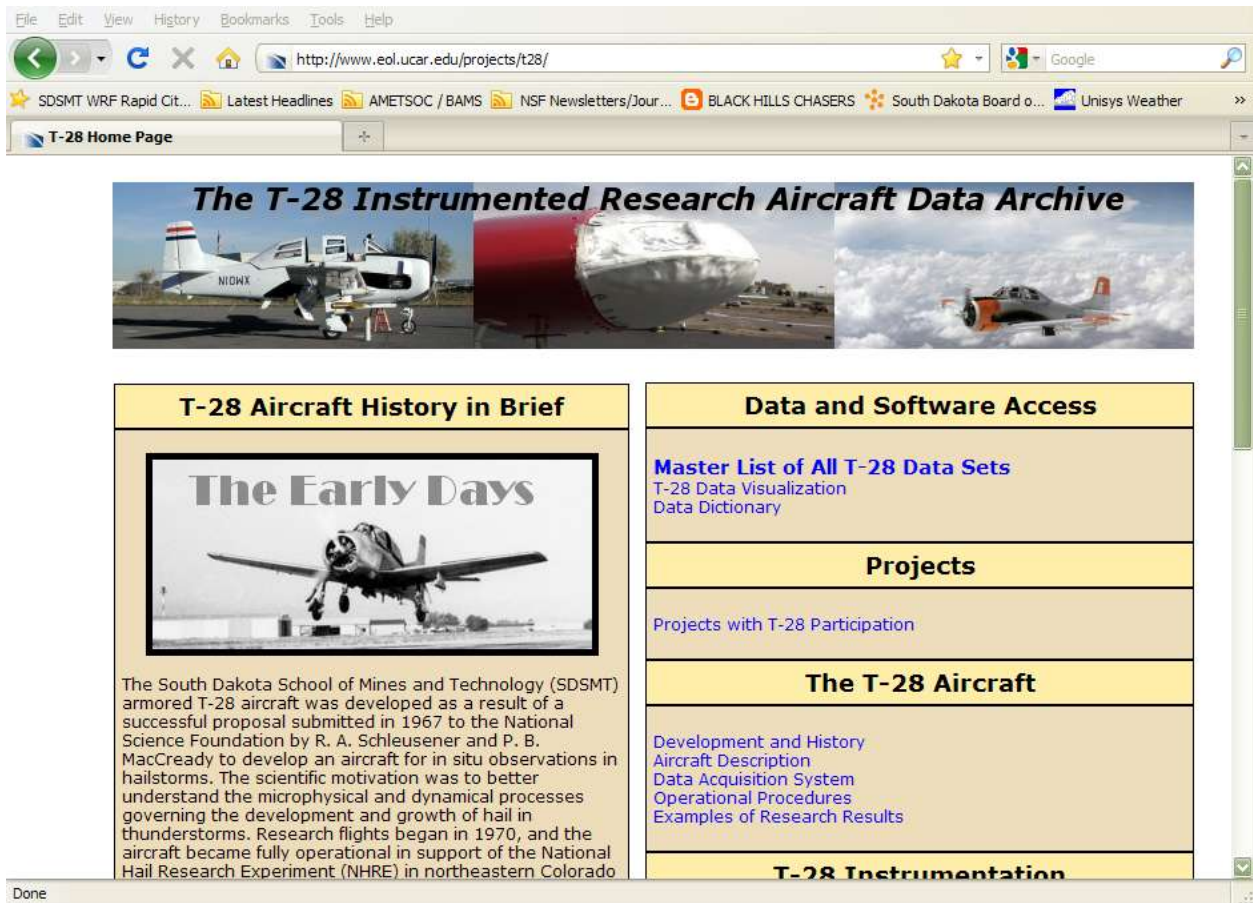 File Edit View History Bookmarks Tools Help
http://www.eol.ucar.edu/projects/t28/
Google
SDSMT WRF Rapid Cit... Latest Headlines AMETSOC / BAMS NSF Newsletters/Jour... BLACK HILLS CHASERS South Dakota Board o... Unisys Weather »
T-28 Home Page
The T-28 Instrumented Research Aircraft Data Archive
N10WX
T-28 Aircraft History in Brief
The Early Days
The South Dakota School of Mines and Technology (SDSMT)
armored T-28 aircraft was developed as a result of a
successful proposal submitted in 1967 to the National
Science Foundation by R. A. Schleusener and P. B.
MacCready to develop an aircraft for in situ observations in
hailstorms. The scientific motivation was to better
understand the microphysical and dynamical processes
governing the development and growth of hail in
thunderstorms. Research flights began in 1970, and the
aircraft became fully operational in support of the National
Hail Research Experiment (NHRE) in northeastern Colorado
Data and Software Access
Master List of All T-28 Data Sets
T-28 Data Visualization
Data Dictionary
Projects
Projects with T-28 Participation
The T-28 Aircraft
Development and History
Aircraft Description
Data Acquisition System
Operational Procedures
Examples of Research Results
T-28 Instrumentation
Done